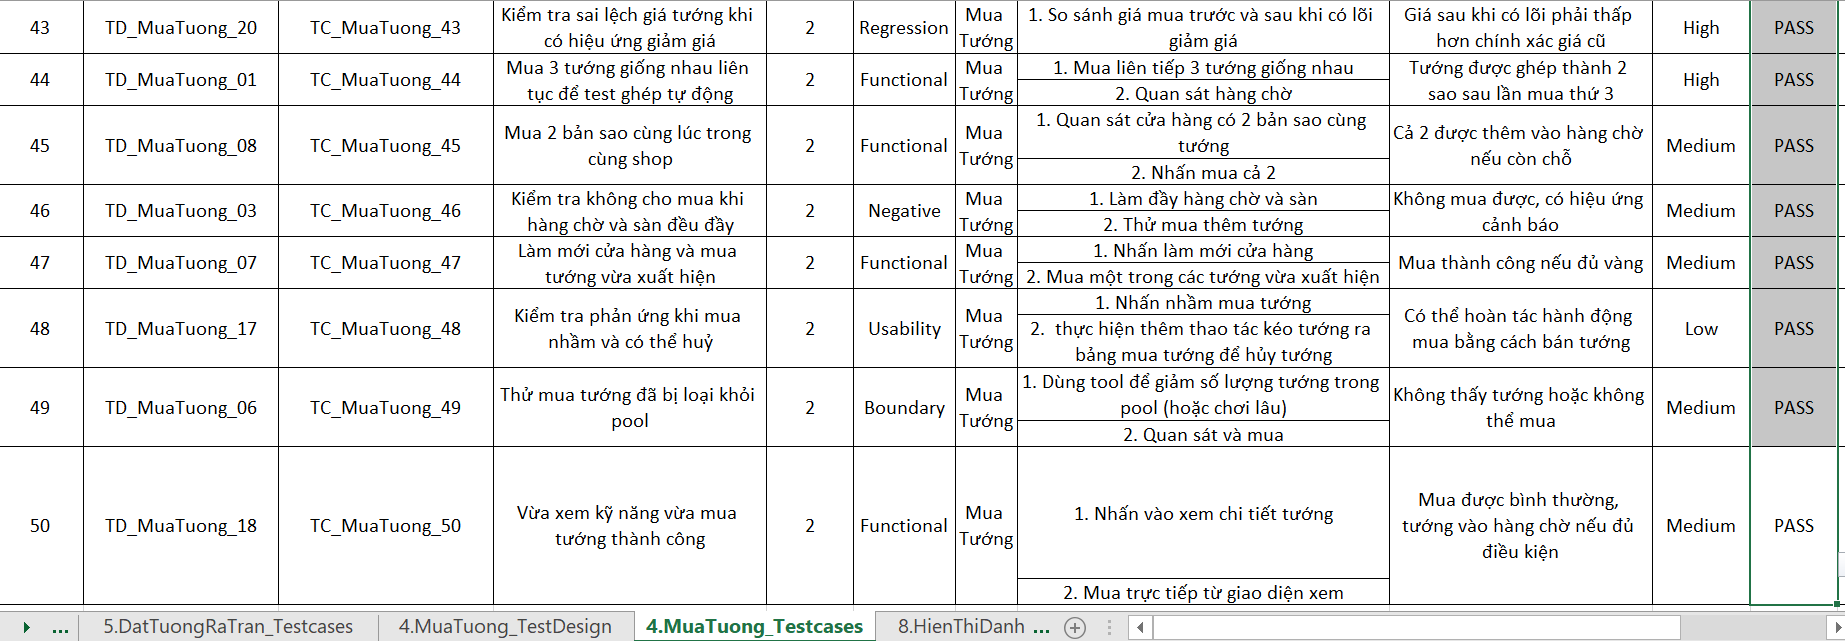 43 TD_MuaTuong_20 TC_MuaTuong_43 Kiểm tra sai lệch giá tướng khi có hiệu ứng giảm giá 2 Regression Mua Tướng 1. So sánh giá mua trước và sau khi có lõi giảm giá Giá sau khi có lõi phải thấp hơn chính xác giá cũ High PASS
44 TD_MuaTuong_01 TC_MuaTuong_44 Mua 3 tướng giống nhau liên tục để test ghép tự động 2 Functional Mua Tướng 1. Mua liên tiếp 3 tướng giống nhau 2. Quan sát hàng chờ Tướng được ghép thành 2 sao sau lần mua thứ 3 High PASS
45 TD_MuaTuong_08 TC_MuaTuong_45 Mua 2 bản sao cùng lúc trong cùng shop 2 Functional Mua Tướng 1. Quan sát cửa hàng có 2 bản sao cùng tướng 2. Nhấn mua cả 2 Cả 2 được thêm vào hàng chờ nếu còn chỗ Medium PASS
46 TD_MuaTuong_03 TC_MuaTuong_46 Kiểm tra không cho mua khi hàng chờ và sàn đều đầy 2 Negative Mua Tướng 1. Làm đầy hàng chờ và sàn 2. Thử mua thêm tướng Không mua được, có hiệu ứng cảnh báo Medium PASS
47 TD_MuaTuong_07 TC_MuaTuong_47 Làm mới cửa hàng và mua tướng vừa xuất hiện 2 Functional Mua Tướng 1. Nhấn làm mới cửa hàng 2. Mua một trong các tướng vừa xuất hiện Mua thành công nếu đủ vàng Medium PASS
48 TD_MuaTuong_17 TC_MuaTuong_48 Kiểm tra phản ứng khi mua nhầm và có thể huỷ 2 Usability Mua Tướng 1. Nhấn nhầm mua tướng 2. thực hiện thêm thao tác kéo tướng ra bảng mua tướng để hủy tướng Có thể hoàn tác hành động mua bằng cách bán tướng Low PASS
49 TD_MuaTuong_06 TC_MuaTuong_49 Thử mua tướng đã bị loại khỏi pool 2 Boundary Mua Tướng 1. Dùng tool để giảm số lượng tướng trong pool (hoặc chơi lâu) 2. Quan sát và mua Không thấy tướng hoặc không thể mua Medium PASS
50 TD_MuaTuong_18 TC_MuaTuong_50 Vừa xem kỹ năng vừa mua tướng thành công 2 Functional Mua Tướng 1. Nhấn vào xem chi tiết tướng 2. Mua trực tiếp từ giao diện xem Mua được bình thường, tướng vào hàng chờ nếu đủ điều kiện Medium PASS
... 5.DatTuongRaTran_Testcases 4.MuaTuong_TestDesign 4.MuaTuong_Testcases 8.HienThiDanh ...